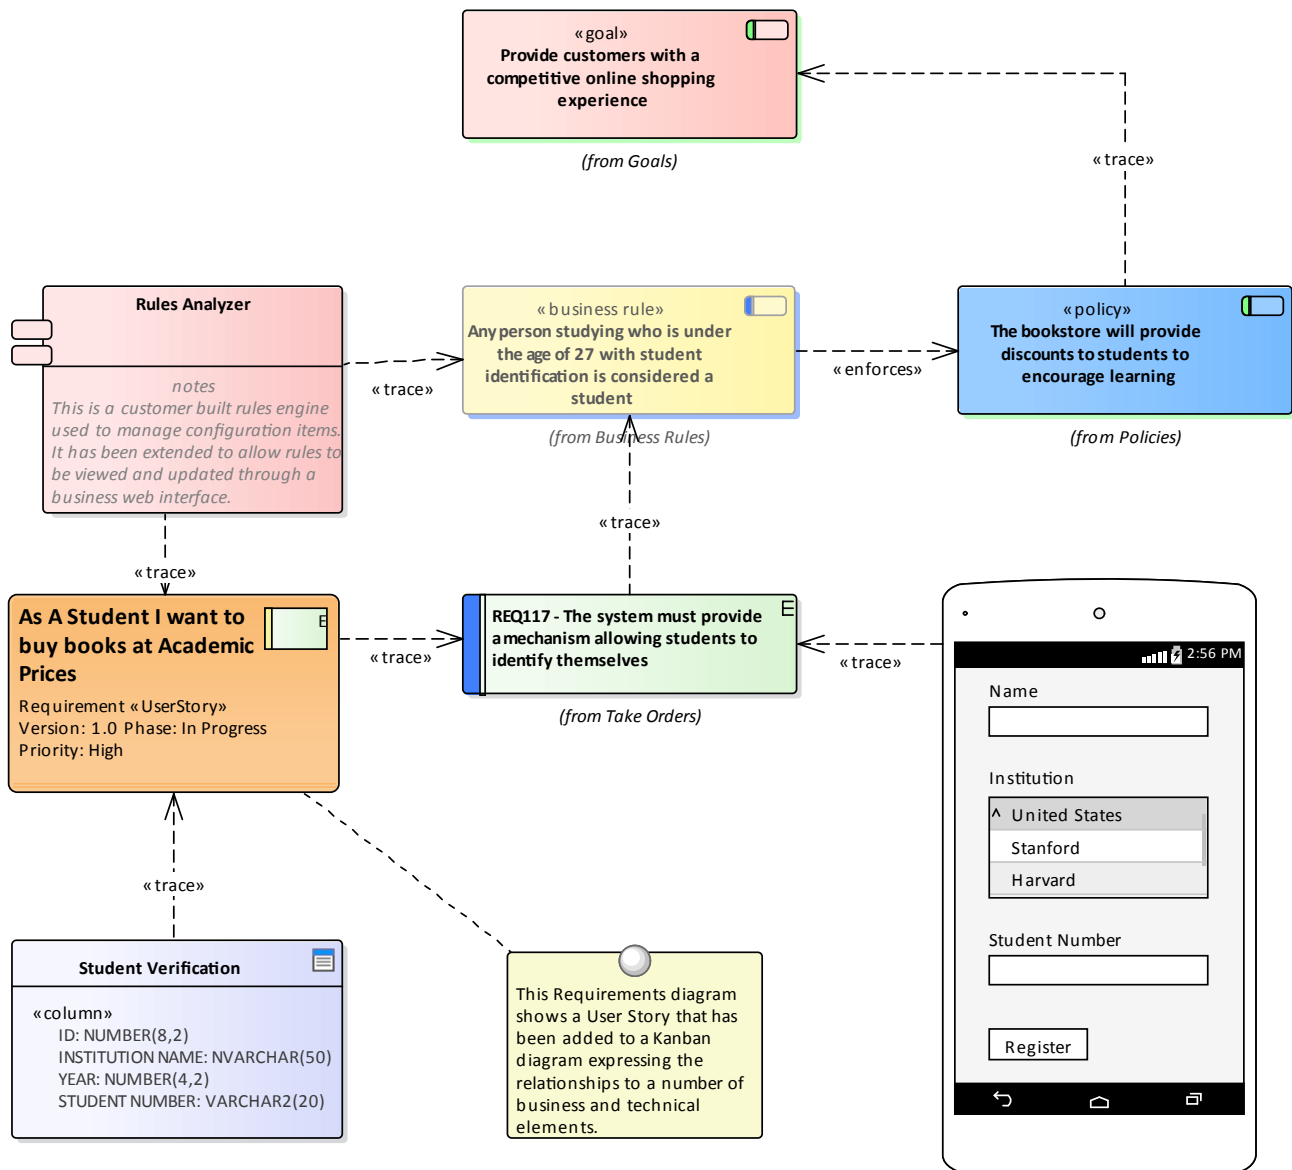 «goal»
Provide customers with a
competitive online shopping
experience
(from Goals)
«trace»
Rules Analyzer
notes
This is a customer built rules engine
used to manage configuration items.
It has been extended to allow rules to
be viewed and updated through a
business web interface.
«trace»
«business rule»
Any person studying who is under
the age of 27 with student
identification is considered a
student
(from Business Rules)
«enforces»
«policy»
The bookstore will provide
discounts to students to
encourage learning
(from Policies)
«trace»
«trace»
As A Student I want to
buy books at Academic
Prices
E
Requirement «UserStory»
Version: 1.0 Phase: In Progress
Priority: High
«trace»
REQ117 - The system must provide
a mechanism allowing students to
identify themselves
E
(from Take Orders)
«trace»
2:56 PM
Name
Institution
^ United States
Stanford
Harvard
Student Number
Register
«trace»
Student Verification
«column»
ID: NUMBER(8,2)
INSTITUTION NAME: NVARCHAR(50)
YEAR: NUMBER(4,2)
STUDENT NUMBER: VARCHAR2(20)
This Requirements diagram
shows a User Story that has
been added to a Kanban
diagram expressing the
relationships to a number of
business and technical
elements.